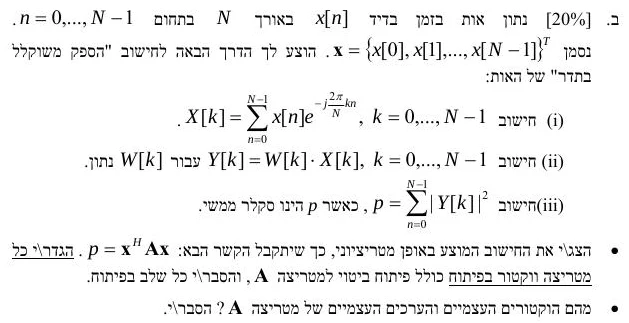 ב. [20%] נתון אות בזמן בדיד x[n] באורך N בתחום n = 0,..., N − 1.
נסמן x = {x[0], x[1],..., x[N − 1]}^T. הוצע לך הדרך הבאה לחישוב "הספק משוקלל
בתדר" של האות:
(i) חישוב X[k] = \sum_{n=0}^{N-1} x[n]e^{-j\frac{2π}{N}kn}, k = 0,..., N − 1.
(ii) חישוב Y[k] = W[k] · X[k], k = 0,..., N − 1 עבור W[k] נתון.
(iii) חישוב p = \sum_{n=0}^{N-1} |Y[k]|^2, כאשר p הינו סקלר ממשי.
• הצג\י את החישוב המוצע באופן מטריציוני, כך שיתקבל הקשר הבא: p = x^H Ax. הגדר\י כל
מטריצה ווקטור בפיתוח כולל פיתוח ביטוי למטריצה A, והסבר\י כל שלב בפיתוח.
• מהם הוקטורים העצמיים והערכים העצמיים של מטריצה A? הסבר\י.